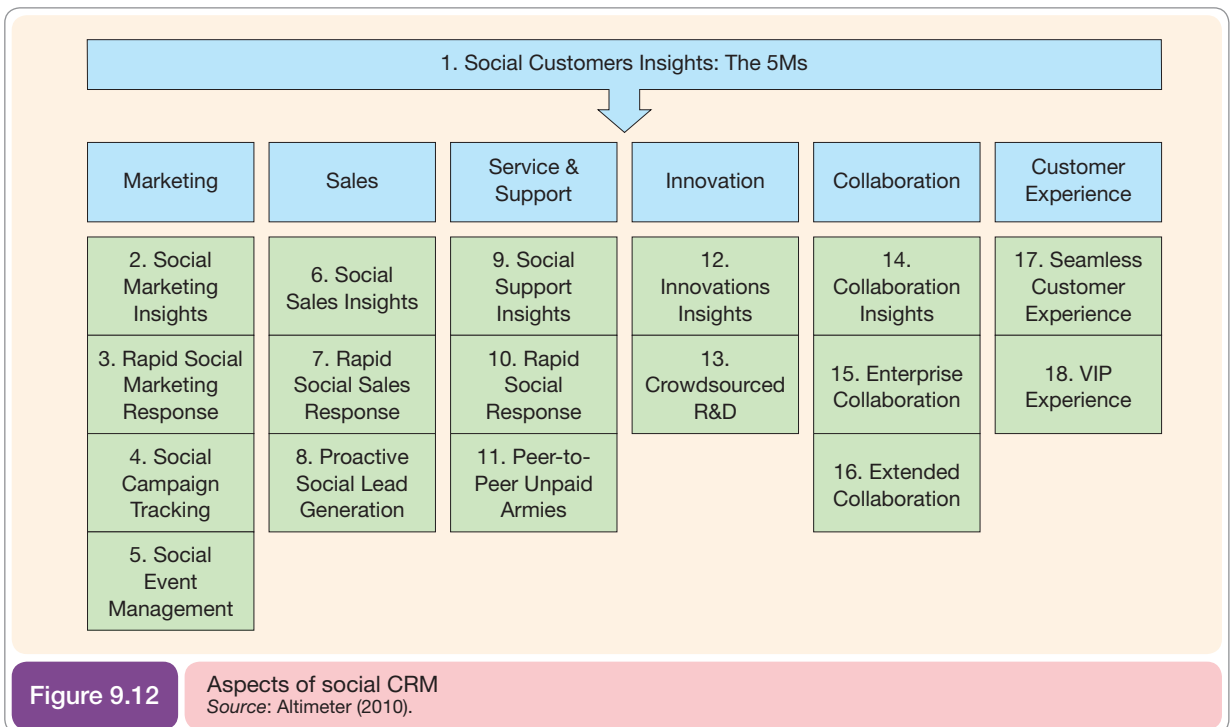 1. Social Customers Insights: The 5Ms
Marketing
Sales
Service &
Support
Innovation
Collaboration
Customer
Experience
2. Social
Marketing
Insights
3. Rapid Social
Marketing
Response
4. Social
Campaign
Tracking
5. Social
Event
Management
6. Social
Sales Insights
7. Rapid
Social Sales
Response
8. Proactive
Social Lead
Generation
9. Social
Support
Insights
10. Rapid
Social
Response
11. Peer-to-
Peer Unpaid
Armies
12.
Innovations
Insights
13.
Crowdsourced
R&D
14.
Collaboration
Insights
15. Enterprise
Collaboration
16. Extended
Collaboration
17. Seamless
Customer
Experience
18. VIP
Experience
Figure 9.12
Aspects of social CRM
Source: Altimeter (2010).